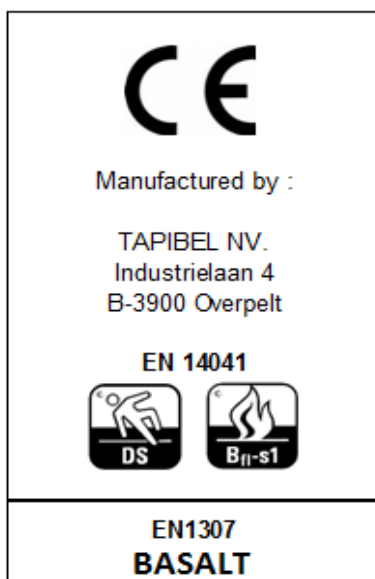 CE
Manufactured by :
TAPIBEL NV.
Industrielaan 4
B-3900 Overpelt
EN 14041
DS
Bfl-s1
EN1307
BASALT